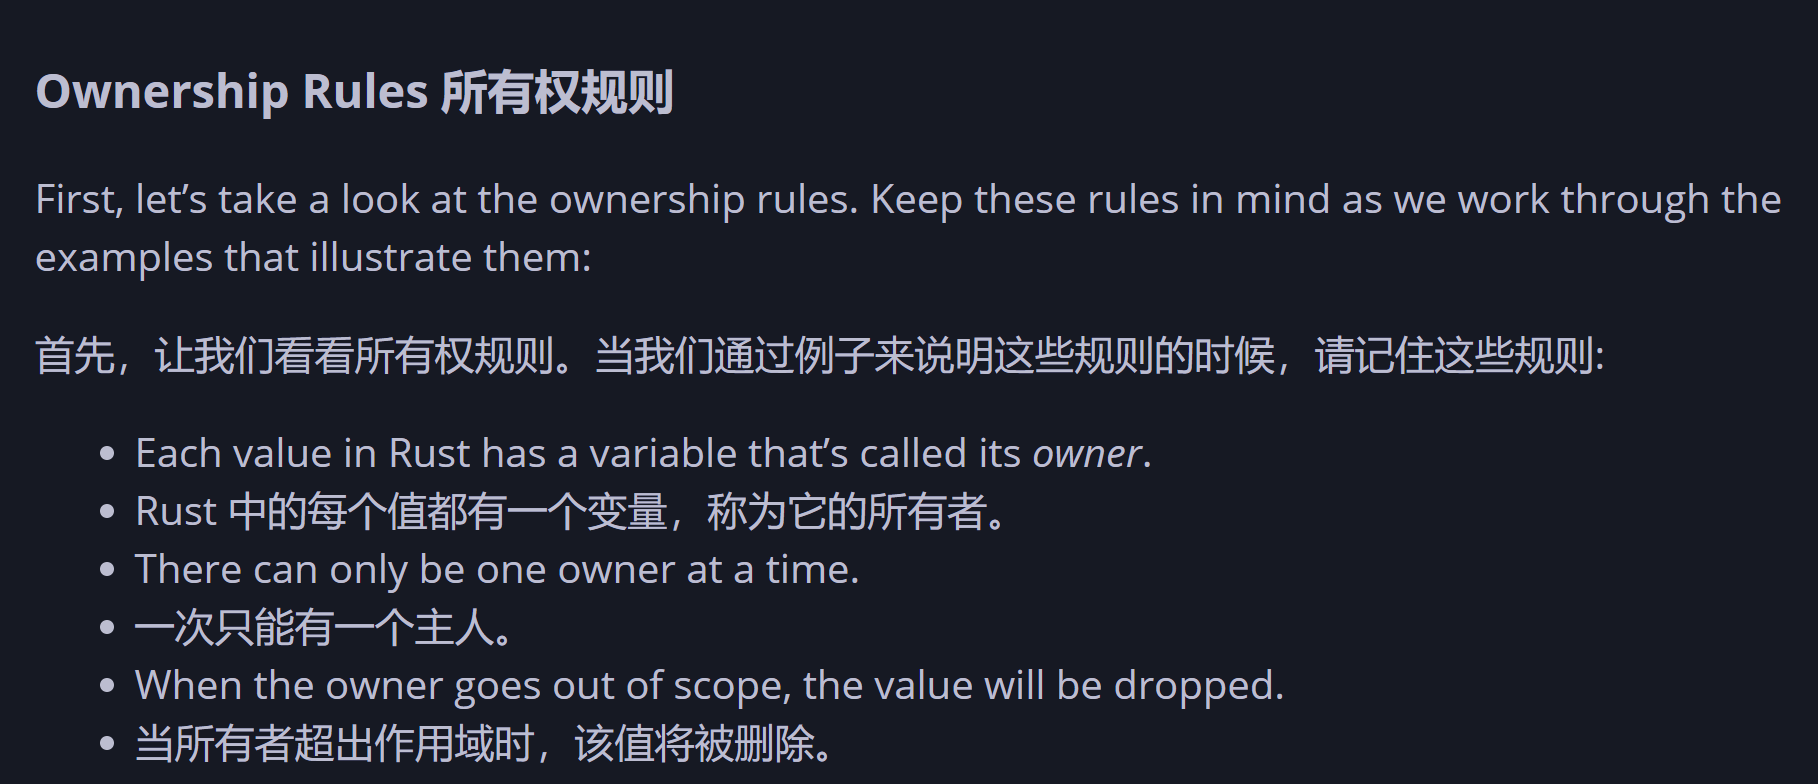 Ownership Rules 所有权规则
First, let’s take a look at the ownership rules. Keep these rules in mind as we work through the
examples that illustrate them:
首先，让我们看看所有权规则。当我们通过例子来说明这些规则的时候，请记住这些规则:
• Each value in Rust has a variable that’s called its owner.
• Rust 中的每个值都有一个变量，称为它的所有者。
• There can only be one owner at a time.
• 一次只能有一个主人。
• When the owner goes out of scope, the value will be dropped.
• 当所有者超出作用域时，该值将被删除。